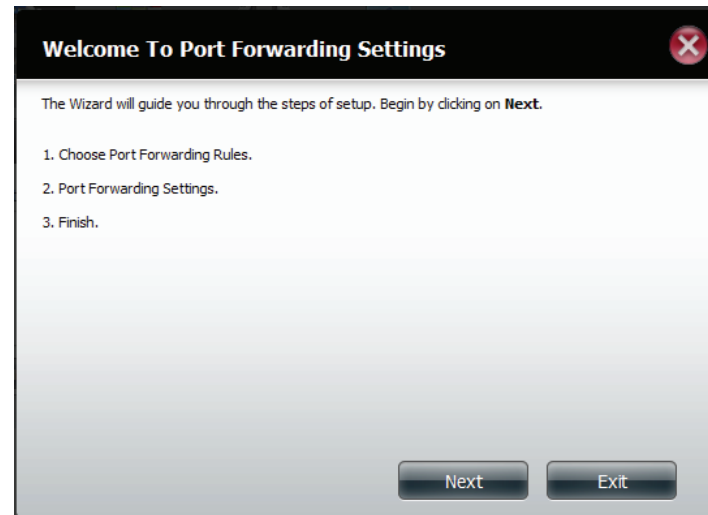 Welcome To Port Forwarding Settings
The Wizard will guide you through the steps of setup. Begin by clicking on Next.
1. Choose Port Forwarding Rules.
2. Port Forwarding Settings.
3. Finish.
Next
Exit